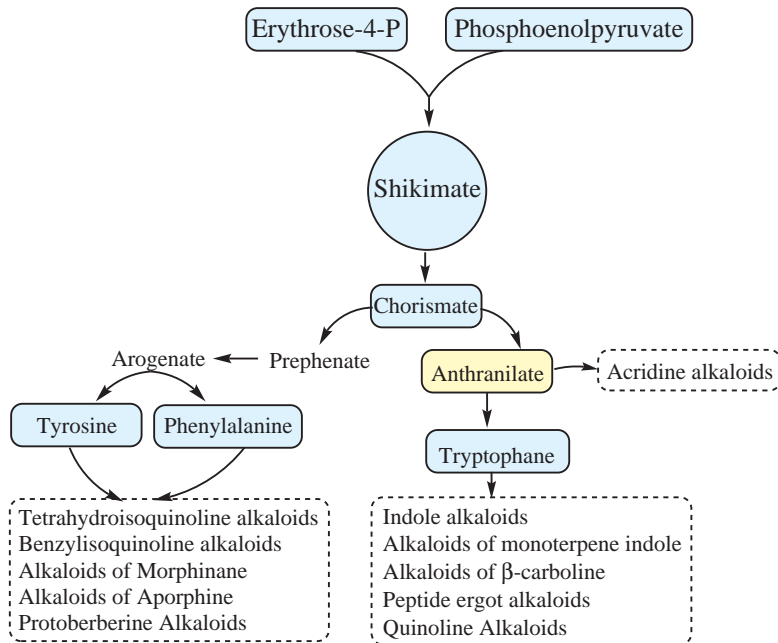 Erythrose-4-P
Phosphoenolpyruvate
Shikimate
Chorismate
Arogenate
Prephenate
Anthranilate
Acridine alkaloids
Tyrosine
Phenylalanine
Tryptophane
Tetrahydroisoquinoline alkaloids
Benzylisoquinoline alkaloids
Alkaloids of Morphinane
Alkaloids of Aporphine
Protoberberine Alkaloids
Indole alkaloids
Alkaloids of monoterpene indole
Alkaloids of β-carboline
Peptide ergot alkaloids
Quinoline Alkaloids